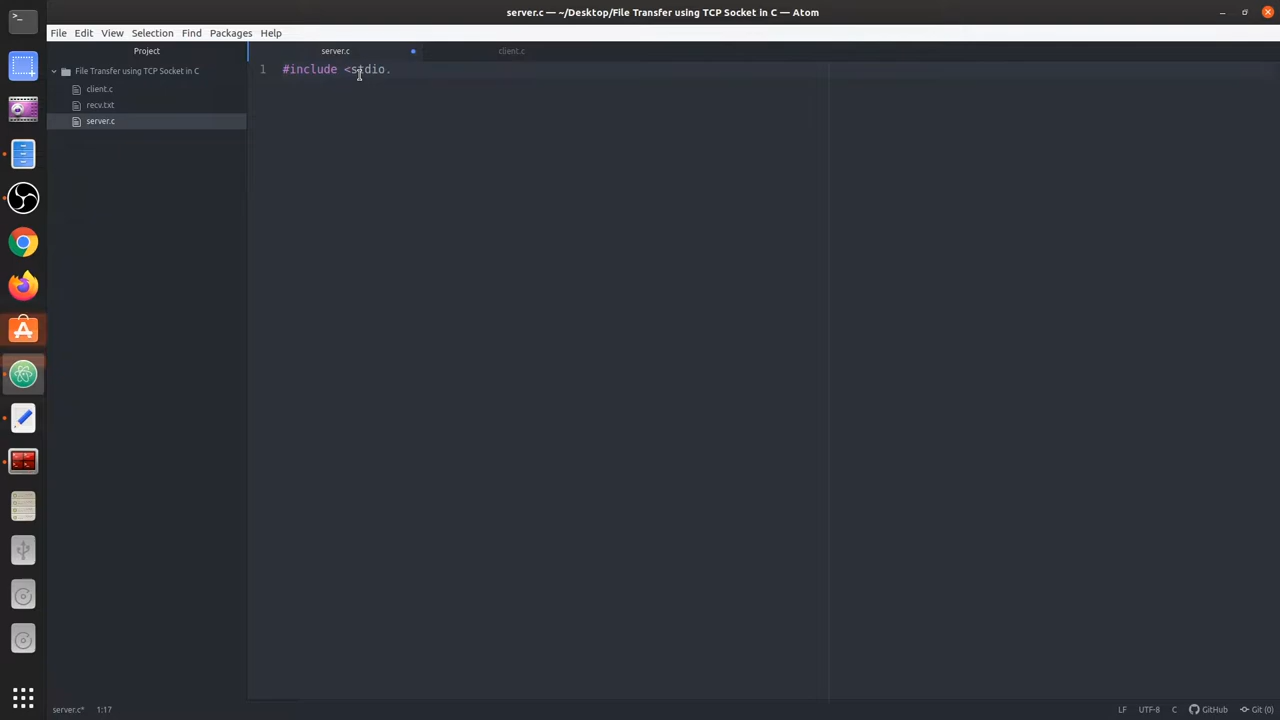 server.c — ~/Desktop/File Transfer using TCP Socket in C — Atom
File Edit View Selection Find Packages Help
Project
server.c
client.c
File Transfer using TCP Socket in C
client.c
recv.txt
server.c
1 #include <stdio.
server.c* 1:17
LF UTF-8 C GitHub Git (0)